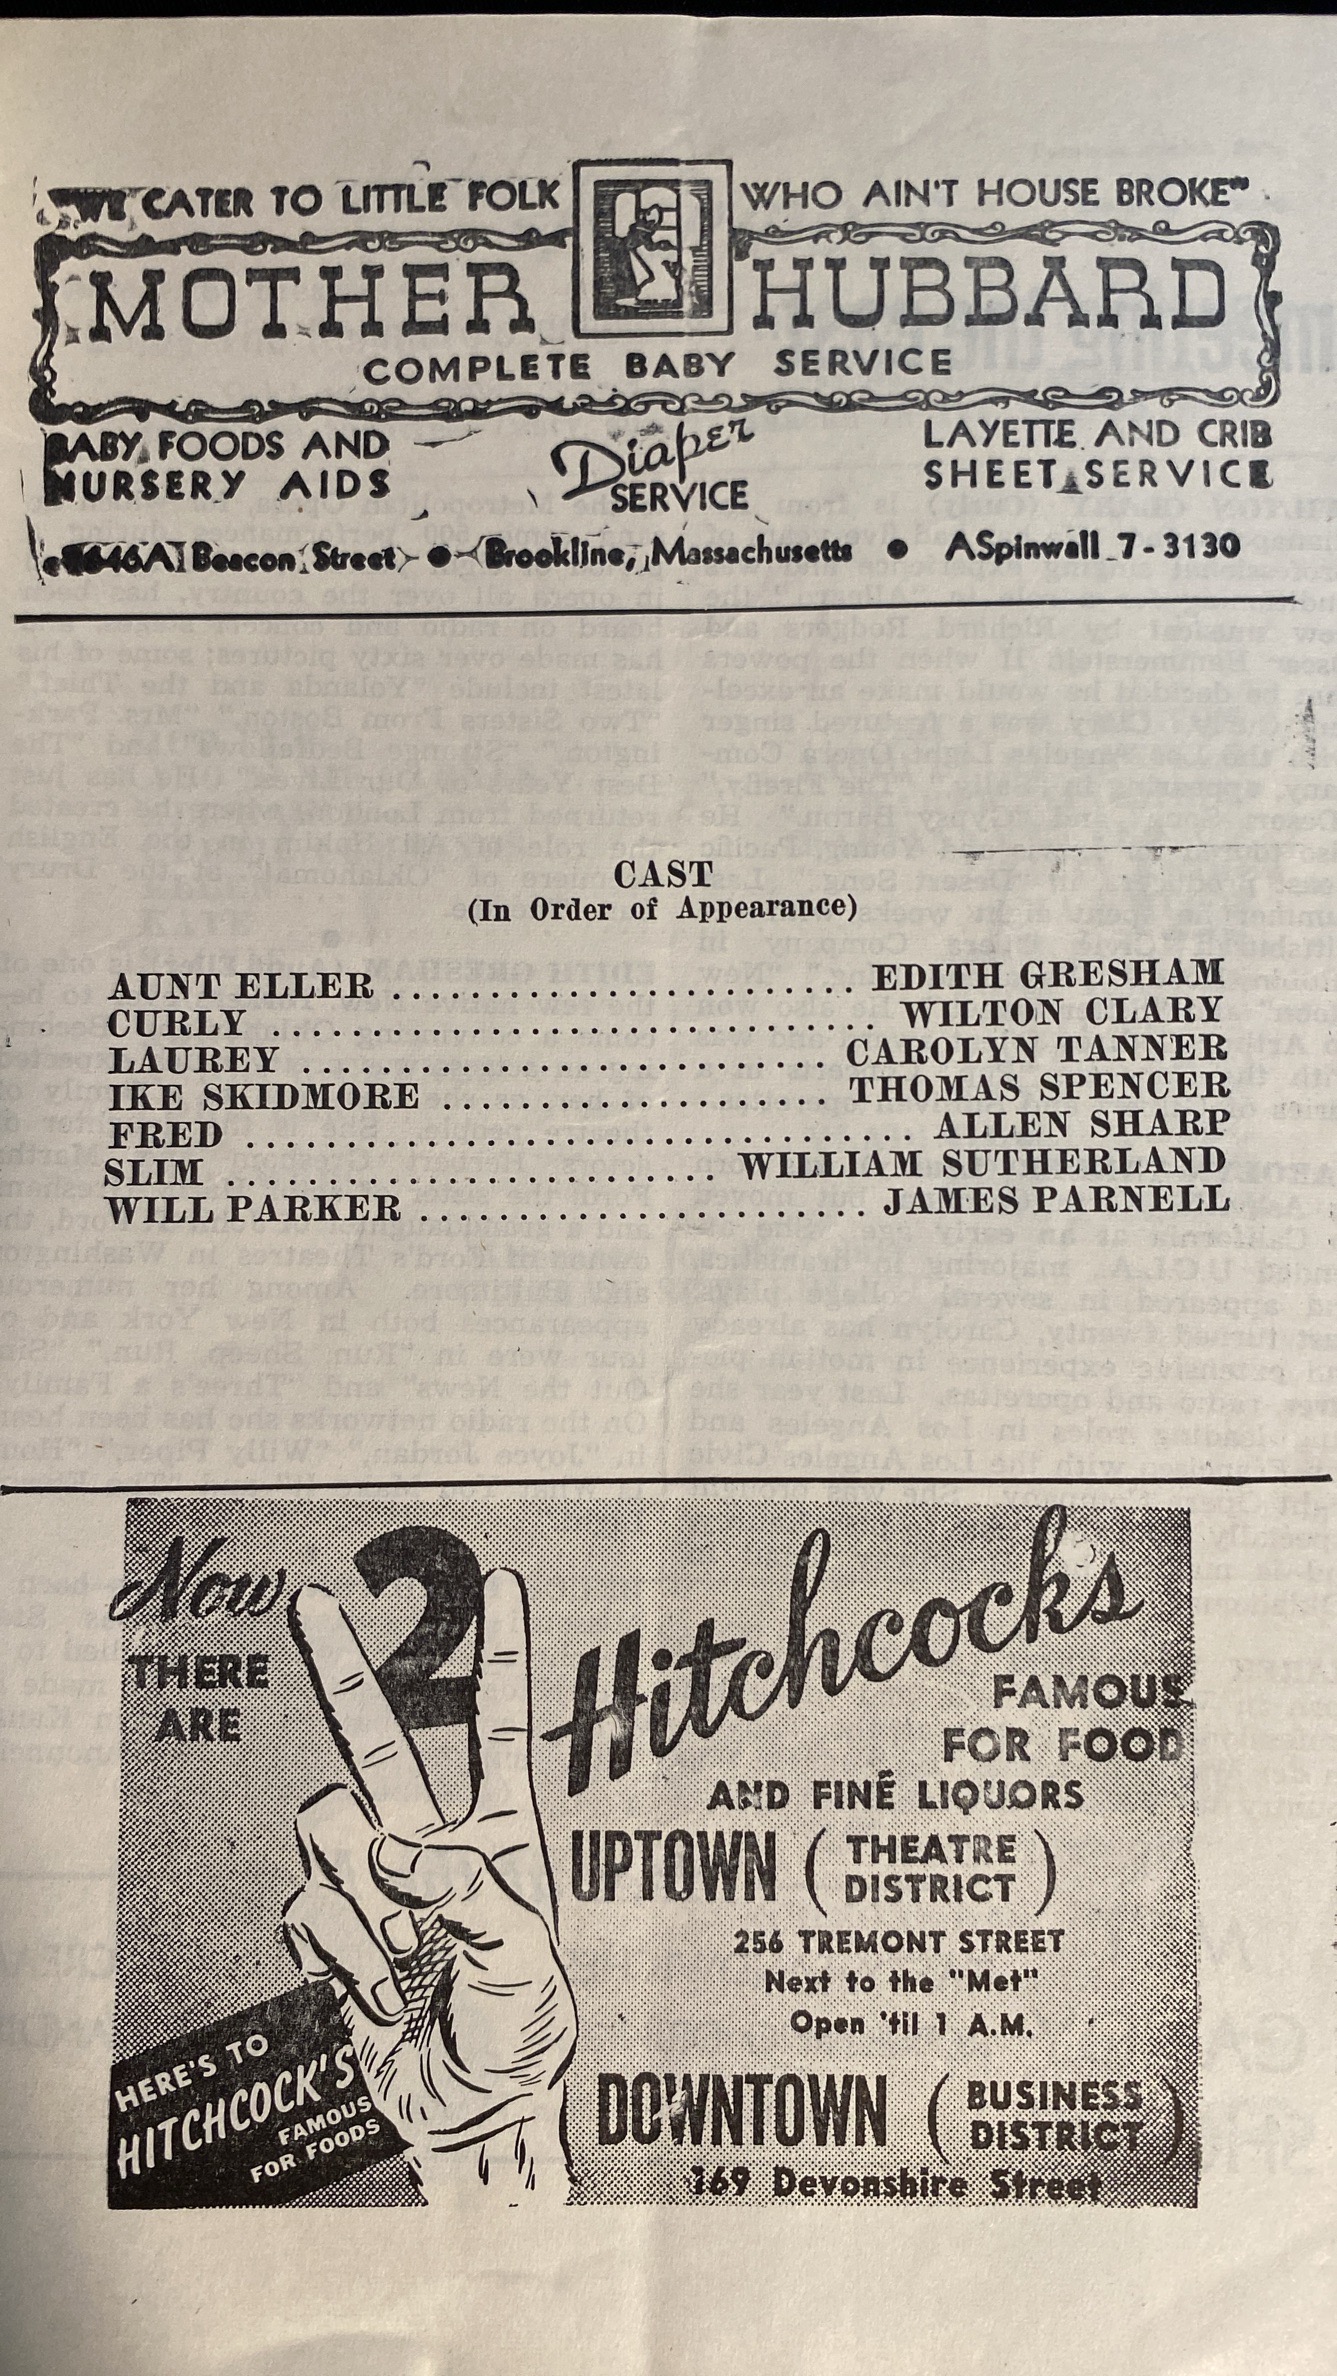 "WE CATER TO LITTLE FOLK WHO AIN'T HOUSE BROKE"
MOTHER HUBBARD
COMPLETE BABY SERVICE
BABY FOODS AND
NURSERY AIDS
Diaper
SERVICE
LAYETTE AND CRIB
SHEET SERVICE
Beacon Street • Brookline, Massachusetts • ASpinwall 7-3130
CAST
(In Order of Appearance)
AUNT ELLER ........................ EDITH GRESHAM
CURLY ................................ WILTON CLARY
LAUREY ............................ CAROLYN TANNER
IKE SKIDMORE ..................... THOMAS SPENCER
FRED ................................... ALLEN SHARP
SLIM .......................... WILLIAM SUTHERLAND
WILL PARKER ........................ JAMES PARNELL
Now
THERE
ARE
2
Hitchcocks
FAMOUS
FOR FOOD
AND FINÉ LIQUORS
UPTOWN (THEATRE
DISTRICT)
256 TREMONT STREET
Next to the "Met"
Open 'til 1 A.M.
DOWNTOWN (BUSINESS
DISTRICT)
169 Devonshire Street
HERE'S TO
HITCHCOCK'S
FAMOUS
FOR FOODS